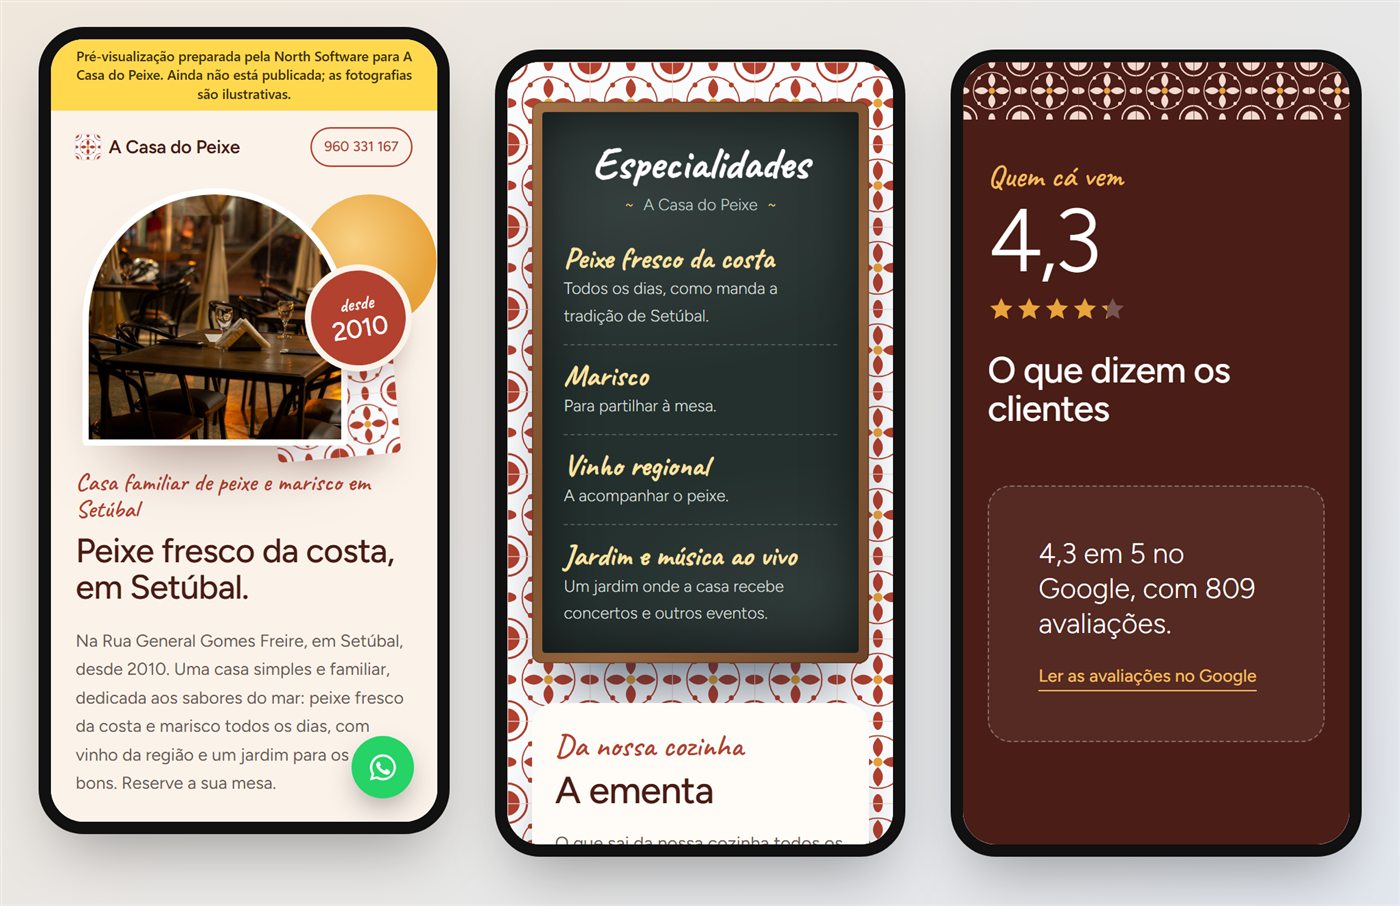 Pré-visualização preparada pela North Software para A
Casa do Peixe. Ainda não está publicada; as fotografias
são ilustrativas.
A Casa do Peixe
960 331 167
desde
2010
Casa familiar de peixe e marisco em
Setúbal
Peixe fresco da costa,
em Setúbal.
Na Rua General Gomes Freire, em Setúbal,
desde 2010. Uma casa simples e familiar,
dedicada aos sabores do mar: peixe fresco
da costa e marisco todos os dias, com
vinho da região e um jardim para os
bons. Reserve a sua mesa.
Especialidades
~ A Casa do Peixe ~
Peixe fresco da costa
Todos os dias, como manda a
tradição de Setúbal.
Marisco
Para partilhar à mesa.
Vinho regional
A acompanhar o peixe.
Jardim e música ao vivo
Um jardim onde a casa recebe
concertos e outros eventos.
Da nossa cozinha
A ementa
O que sai da nossa cozinha todos os
Quem cá vem
4,3
O que dizem os
clientes
4,3 em 5 no
Google, com 809
avaliações.
Ler as avaliações no Google